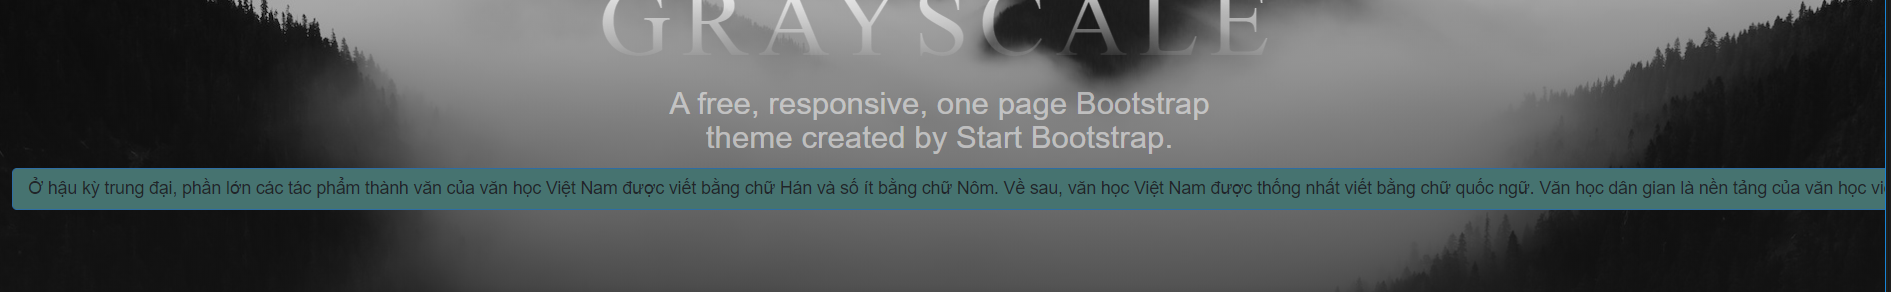 GRAYSCALE
A free, responsive, one page Bootstrap
theme created by Start Bootstrap.
Ở hậu kỳ trung đại, phần lớn các tác phẩm thành văn của văn học Việt Nam được viết bằng chữ Hán và số ít bằng chữ Nôm. Về sau, văn học Việt Nam được thống nhất viết bằng chữ quốc ngữ. Văn học dân gian là nền tảng của văn học